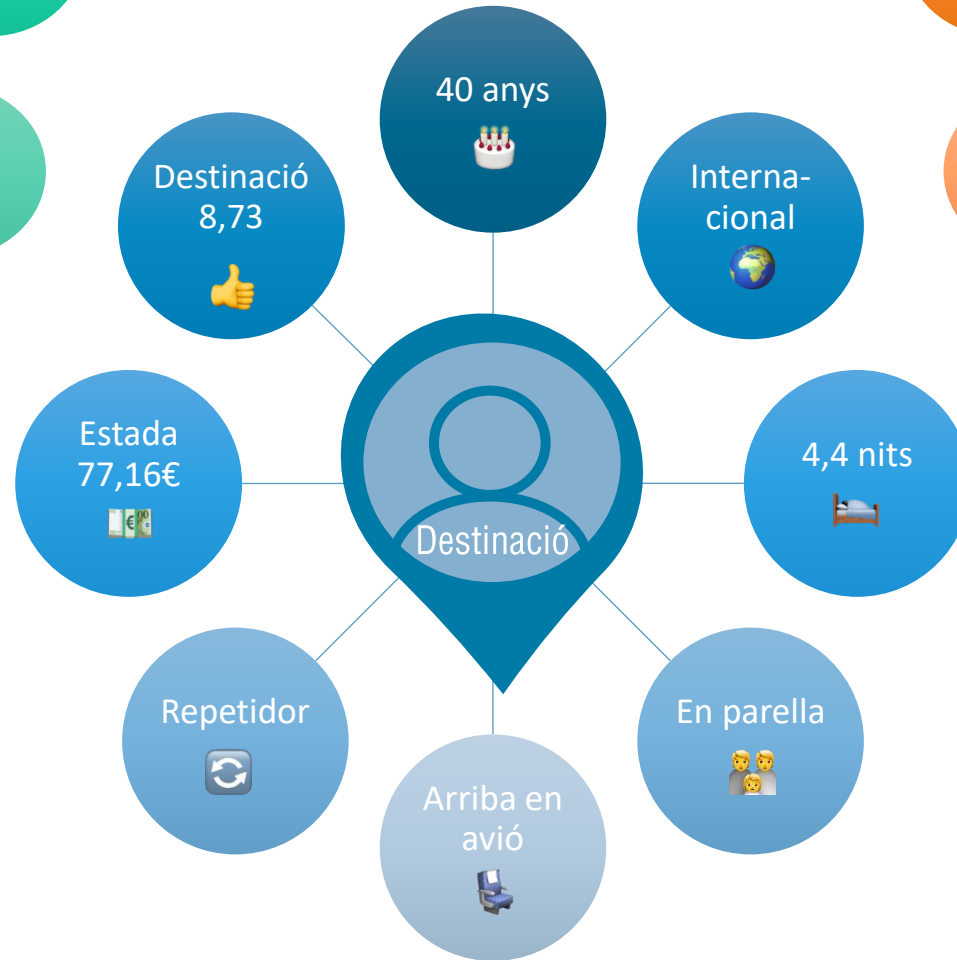 40 anys
Interna-
cional
4,4 nits
En parella
Arriba en
avió
Repetidor
Estada
77,16€
Destinació
8,73
Destinació